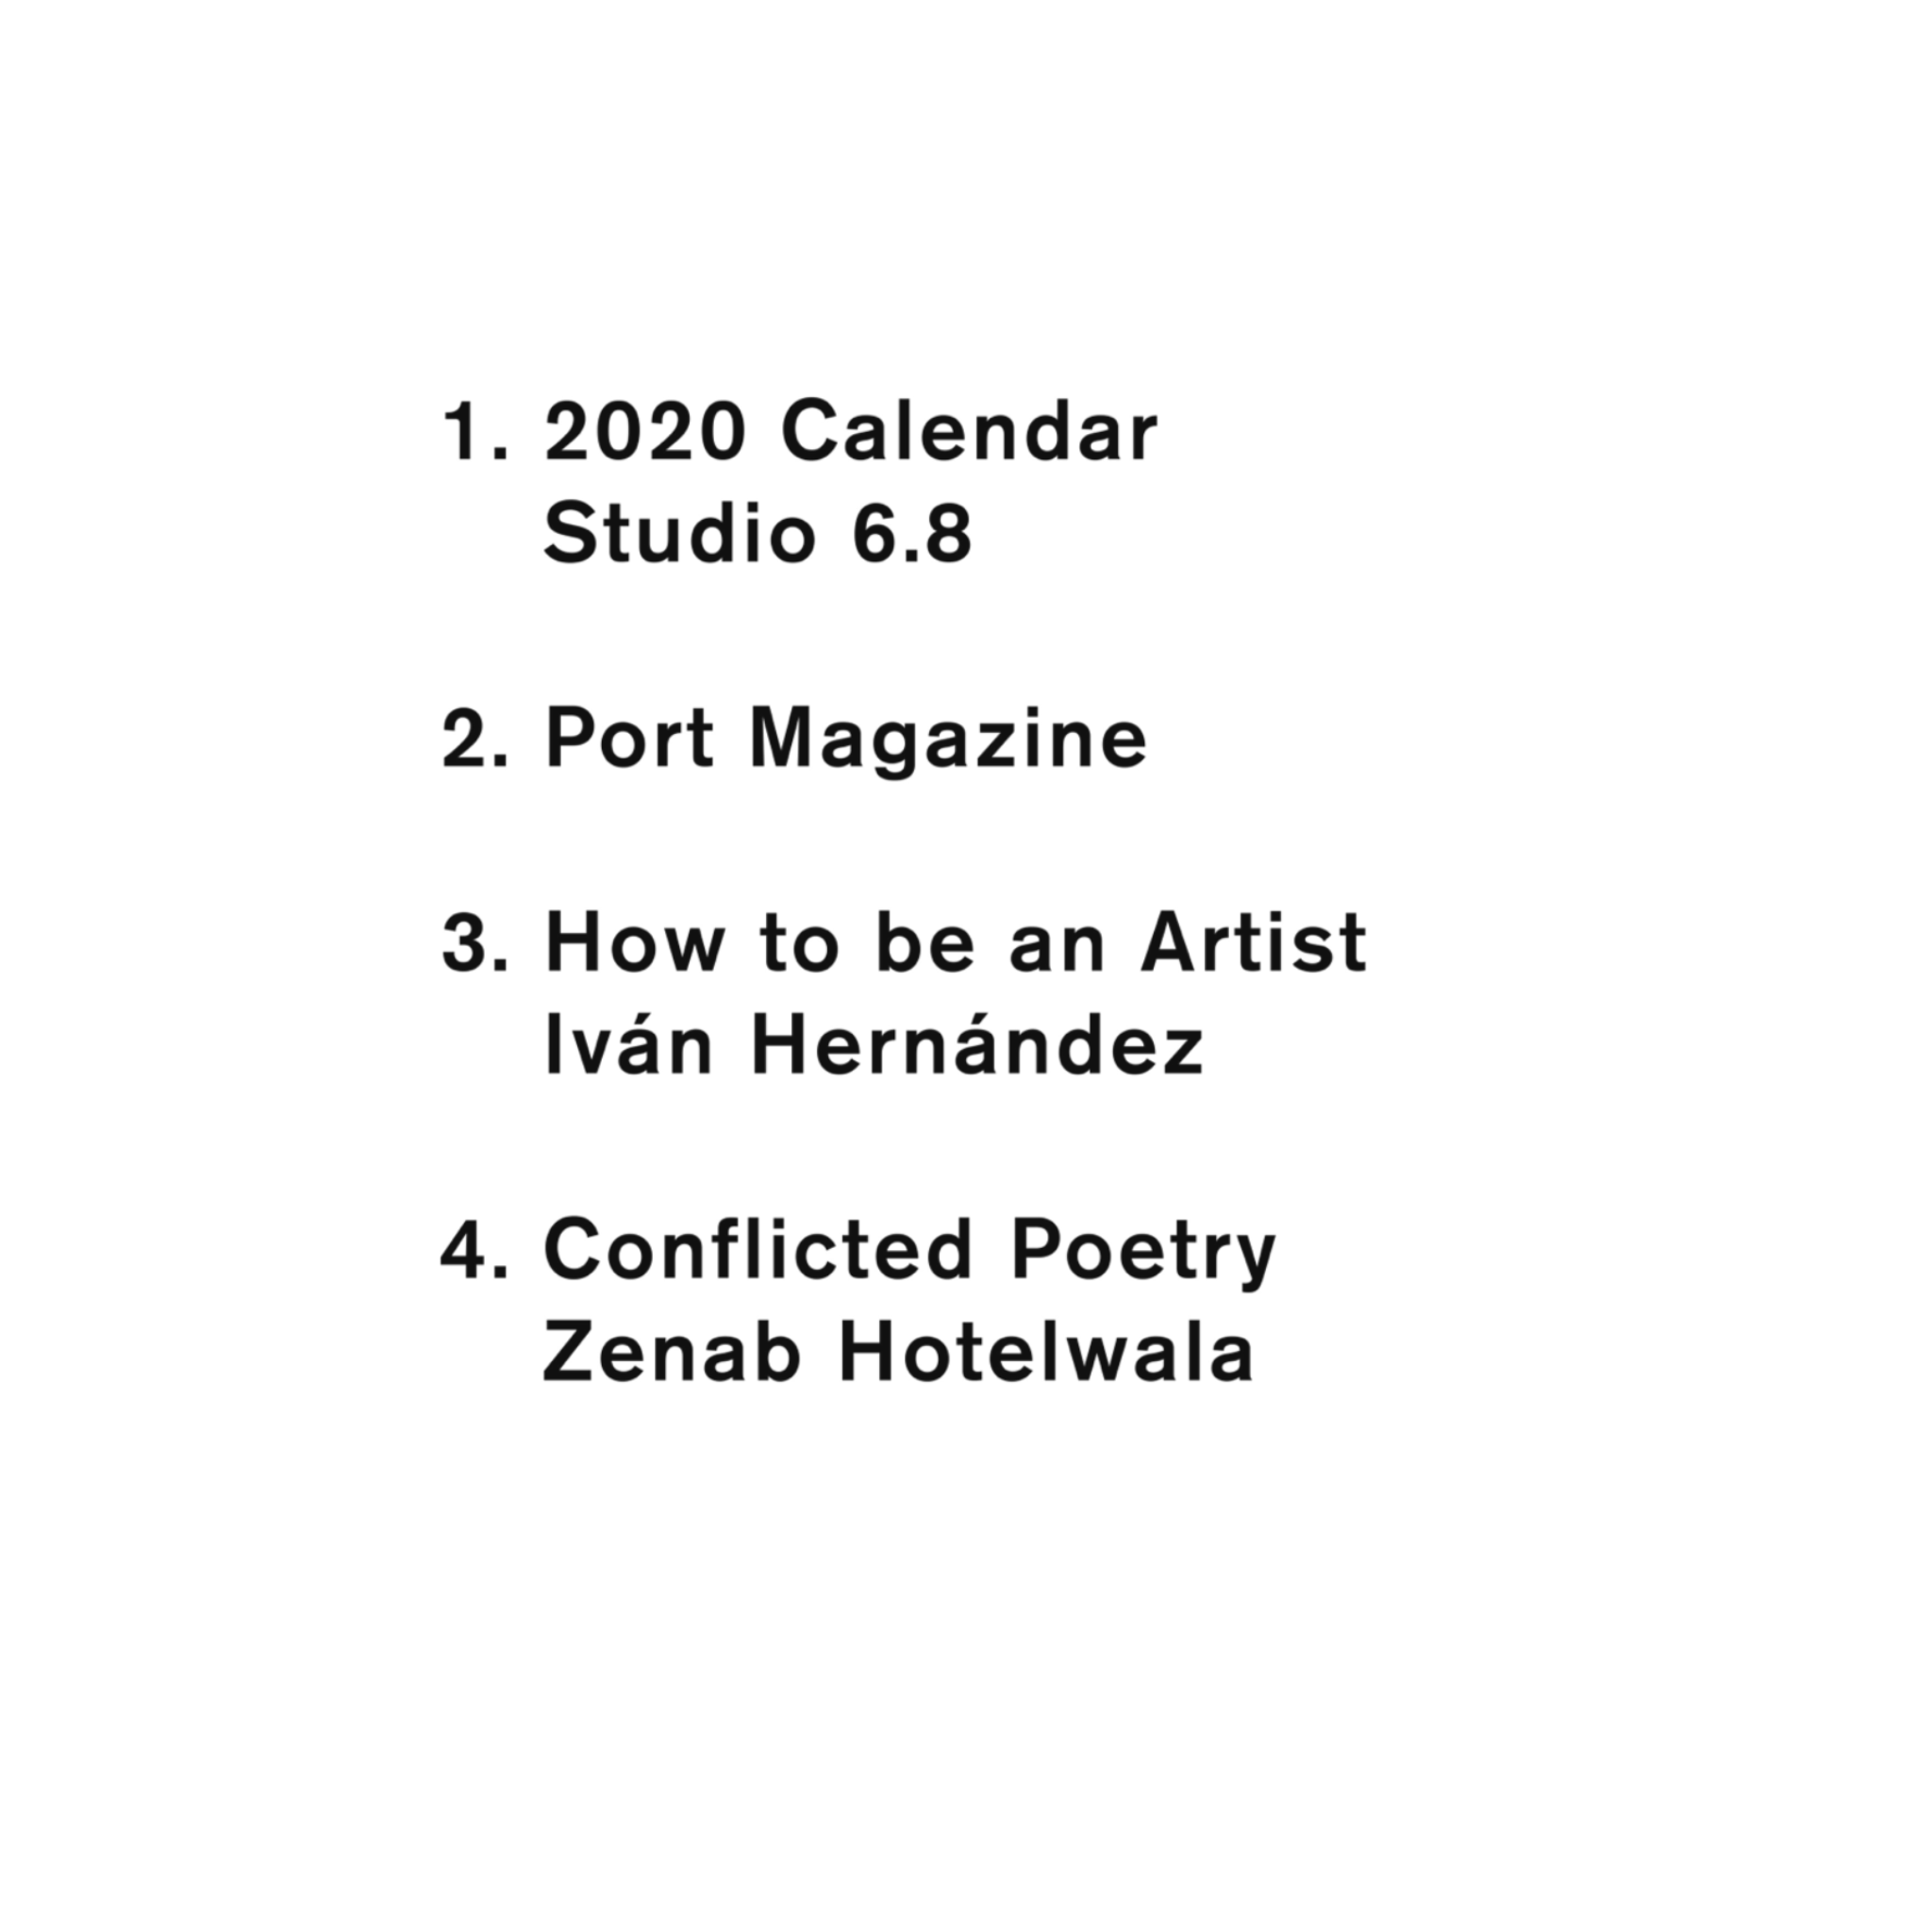 1. 2020 Calendar
Studio 6.8
2. Port Magazine
3. How to be an Artist
Iván Hernández
4. Conflicted Poetry
Zenab Hotelwala